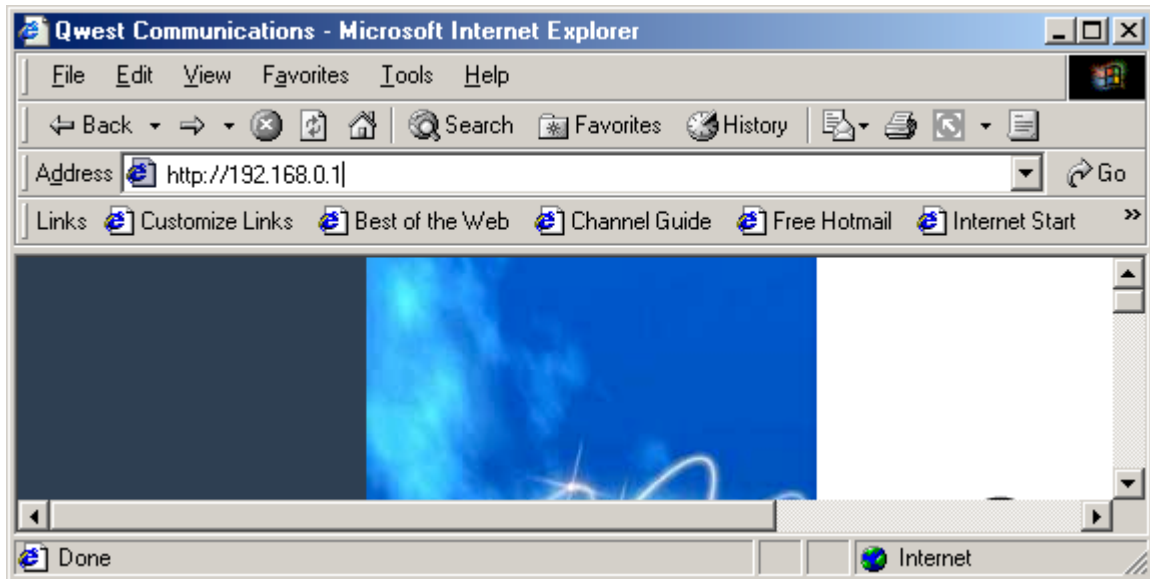 Qwest Communications - Microsoft Internet Explorer
File Edit View Favorites Tools Help
Back Search Favorites History
Address http://192.168.0.1 Go
Links Customize Links Best of the Web Channel Guide Free Hotmail Internet Start »
Done Internet